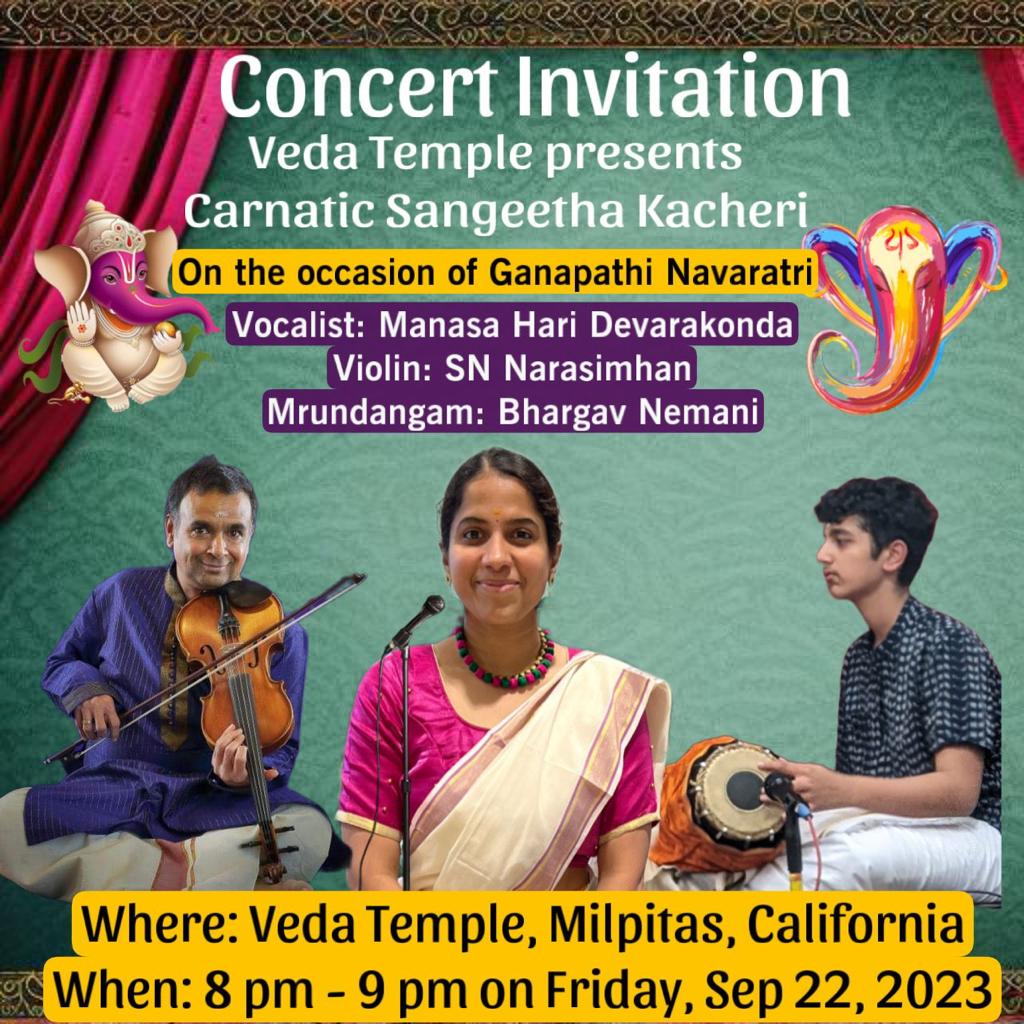 Concert Invitation
Veda Temple presents
Carnatic Sangeetha Kacheri
On the occasion of Ganapathi Navaratri
Vocalist: Manasa Hari Devarakonda
Violin: SN Narasimhan
Mrundangam: Bhargav Nemani
Where: Veda Temple, Milpitas, California
When: 8 pm - 9 pm on Friday, Sep 22, 2023